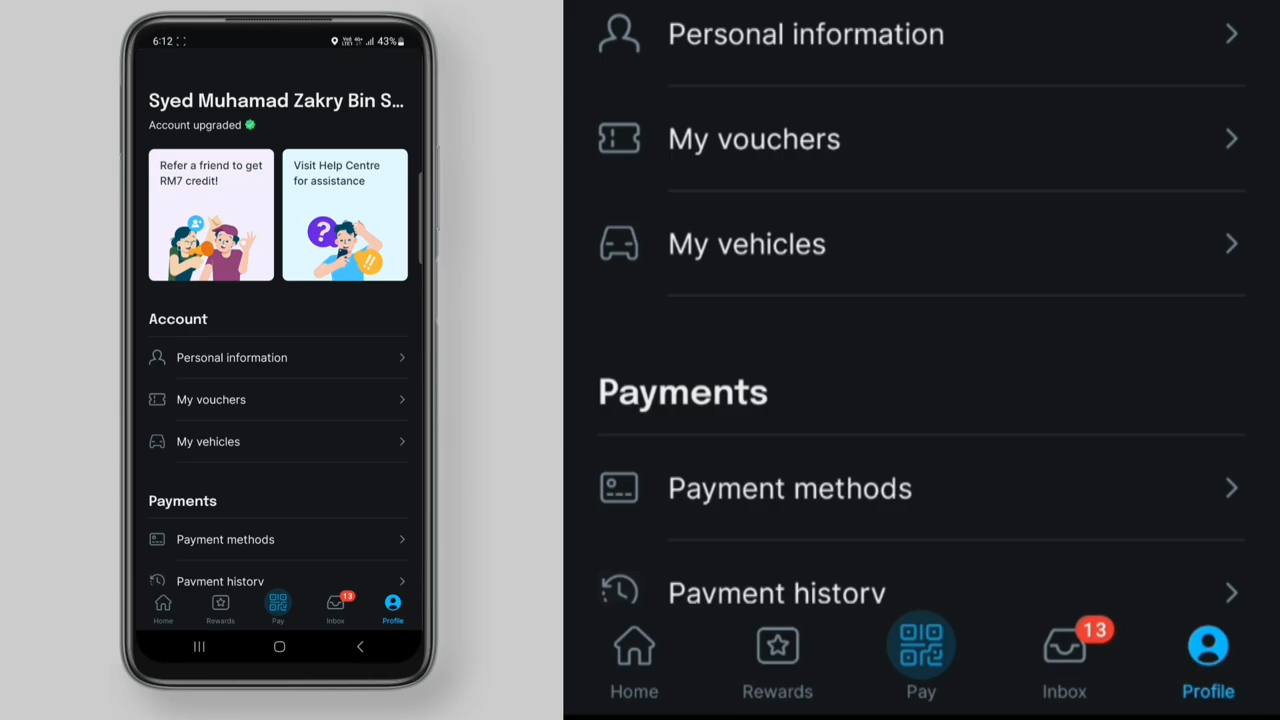 6:12
43%
Syed Muhamad Zakry Bin S...
Account upgraded
Refer a friend to get
RM7 credit!
Visit Help Centre
for assistance
?
!!
Account
Personal information
My vouchers
My vehicles
Payments
Payment methods
Payment history
13
Home
Rewards
Pay
Inbox
Profile
Personal information
My vouchers
My vehicles
Payments
Payment methods
Payment history
13
Home
Rewards
Pay
Inbox
Profile